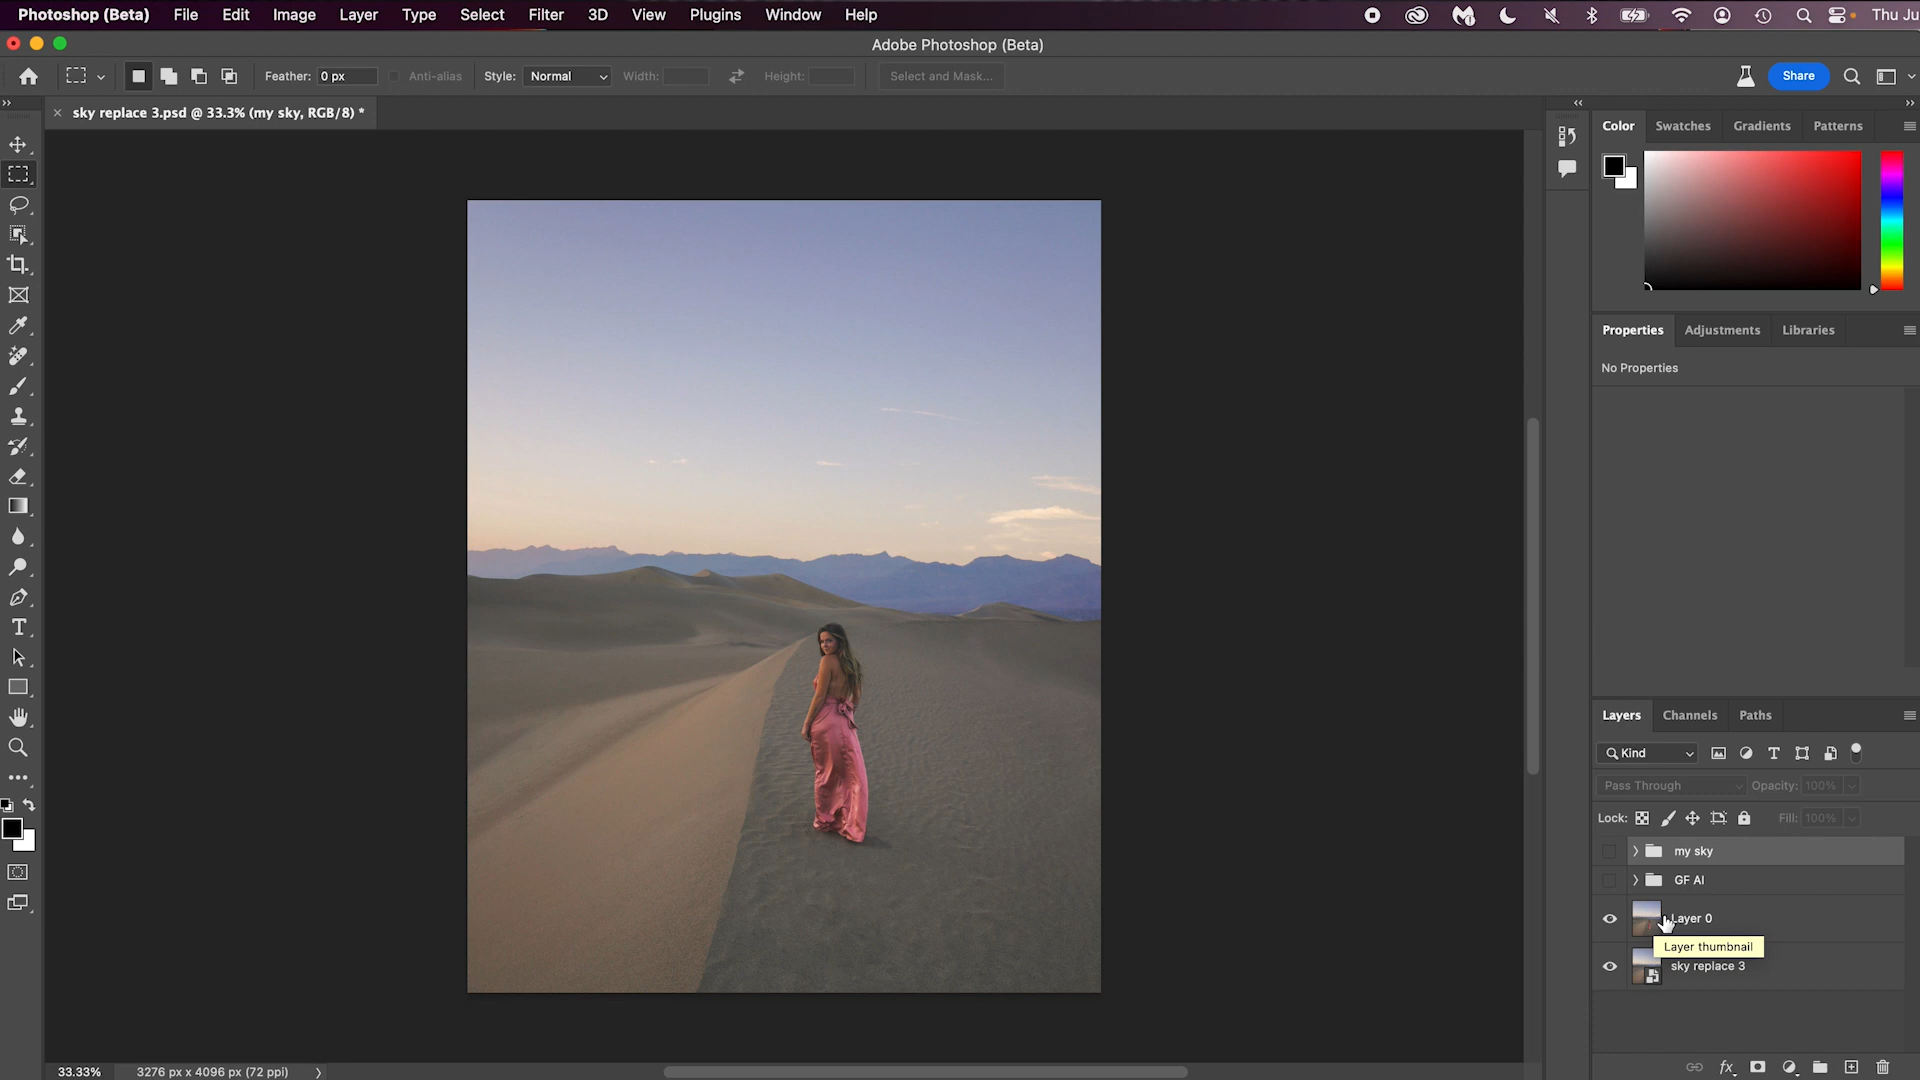 Photoshop (Beta) File Edit Image Layer Type Select Filter 3D View Plugins Window Help Thu Ju
Adobe Photoshop (Beta)
Feather: 0 px Anti-alias Style: Normal Width: Height: Select and Mask... Share
sky replace 3.psd @ 33.3% (my sky, RGB/8) *
Color Swatches Gradients Patterns
Properties Adjustments Libraries
No Properties
Layers Channels Paths
Kind
Pass Through Opacity: 100%
Lock: Fill: 100%
my sky
GF AI
Layer 0
Layer thumbnail
sky replace 3
33.33% 3276 px x 4096 px (72 ppi)
fx